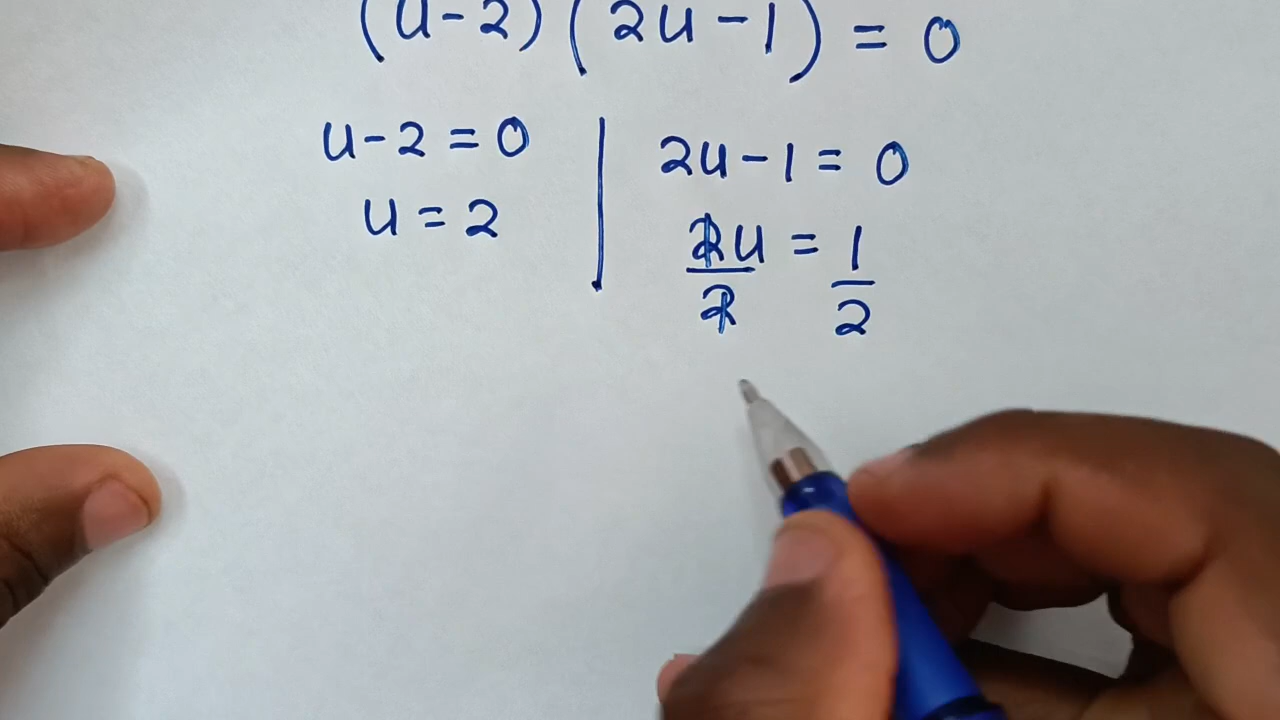 (u-2)(2u-1) = 0
u-2=0 | 2u-1= 0
u=2 | 2u/2 = 1/2